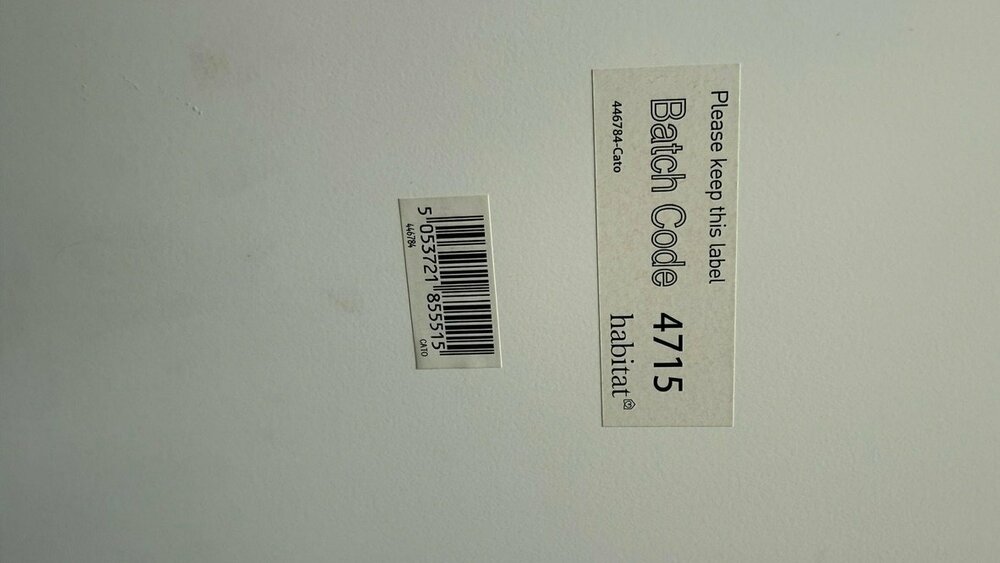 Please keep this label
Batch Code 4715
446784-Cato
habitat
5 053721 855515
446784
CATO